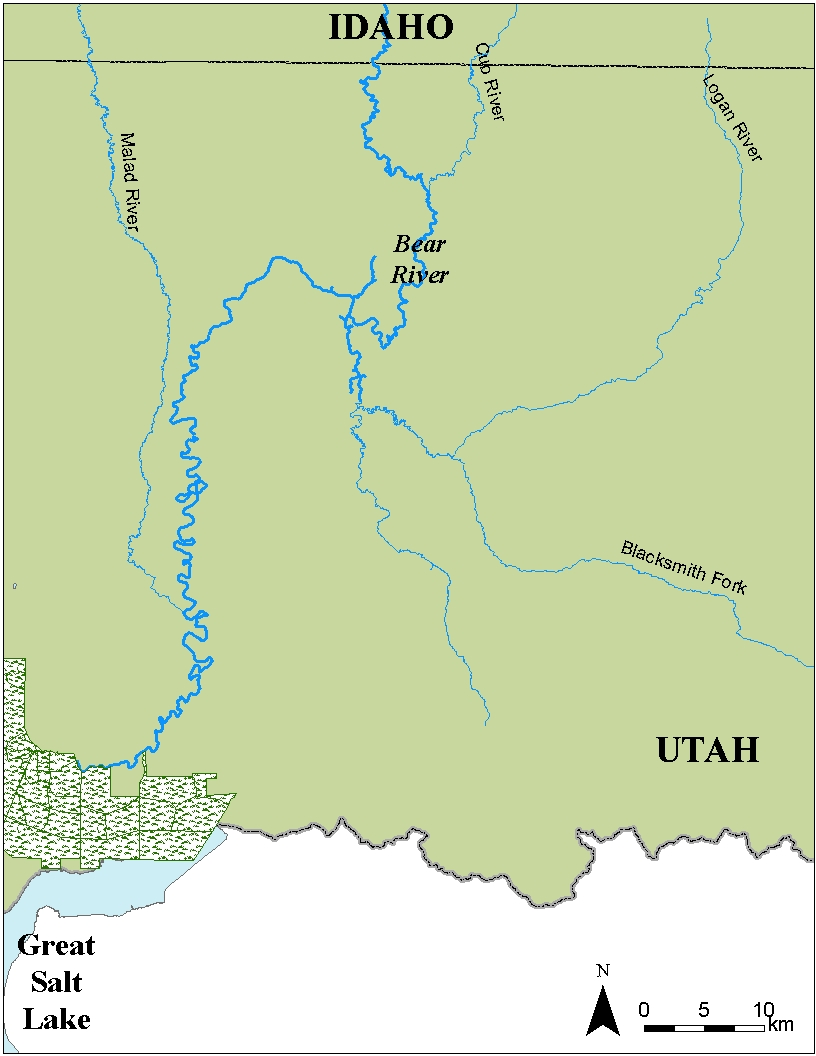 IDAHO
Cub River
Logan River
Malad River
Bear
River
Blacksmith Fork
UTAH
Great
Salt
Lake
N
0 5 10
km